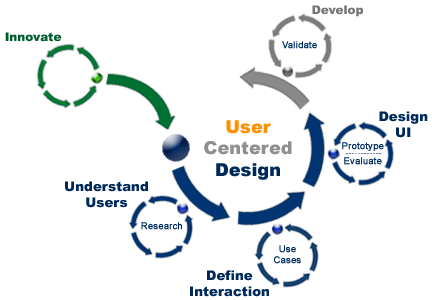 Develop
Validate
Innovate
User
Centered
Design
Design
UI
Prototype
Evaluate
Understand
Users
Research
Use
Cases
Define
Interaction